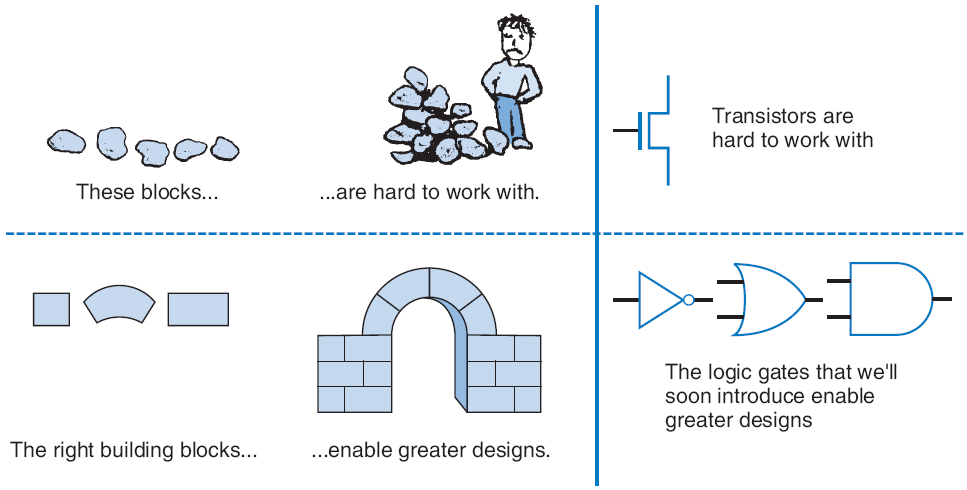 These blocks...
...are hard to work with.
Transistors are
hard to work with
The right building blocks...
...enable greater designs.
The logic gates that we'll
soon introduce enable
greater designs